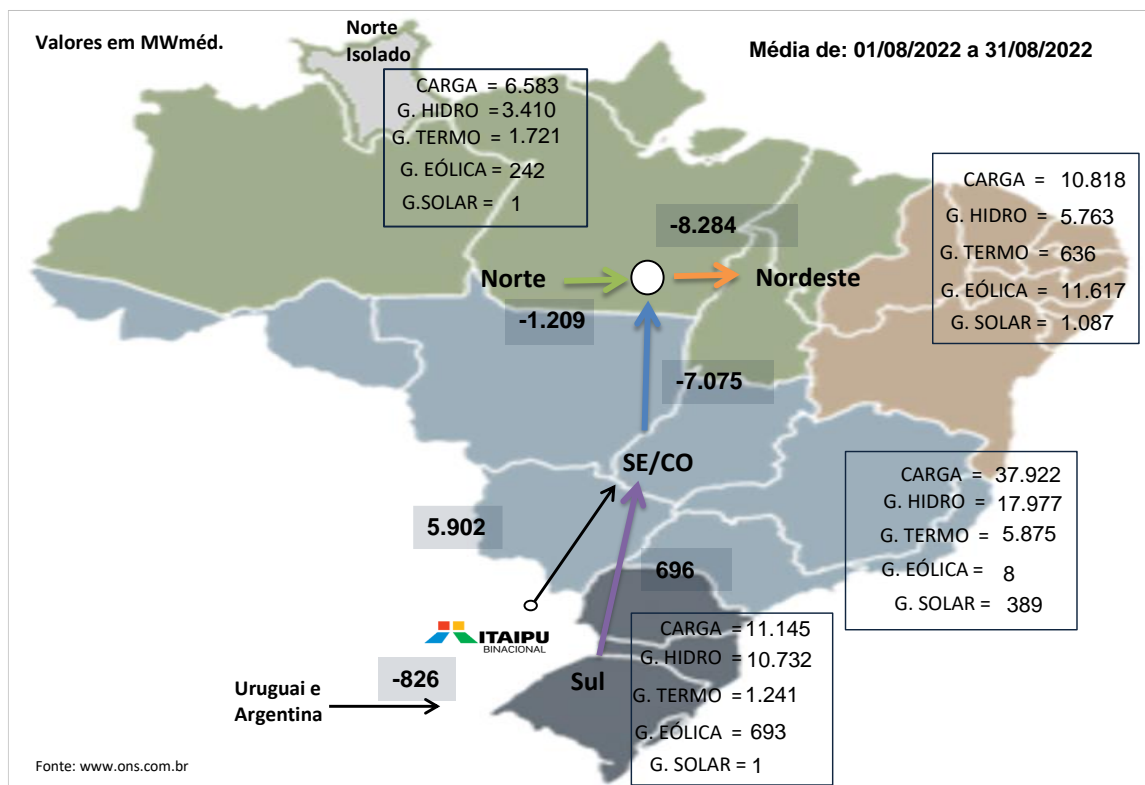 Valores em MWméd.
Norte
Isolado
Média de: 01/08/2022 a 31/08/2022
CARGA = 6.583
G. HIDRO =3.410
G. TERMO = 1.721
G. EÓLICA = 242
G.SOLAR = 1
CARGA = 10.818
G. HIDRO = 5.763
G. TERMO = 636
G. EÓLICA = 11.617
G. SOLAR = 1.087
-8.284
Norte
Nordeste
-1.209
-7.075
SE/CO
CARGA = 37.922
G. HIDRO = 17.977
G. TERMO = 5.875
G. EÓLICA = 8
G. SOLAR = 389
5.902
696
ITAIPU
BINACIONAL
CARGA =11.145
G. HIDRO =10.732
G. TERMO =1.241
G. EÓLICA = 693
G. SOLAR = 1
-826
Sul
Uruguai e
Argentina
Fonte: www.ons.com.br